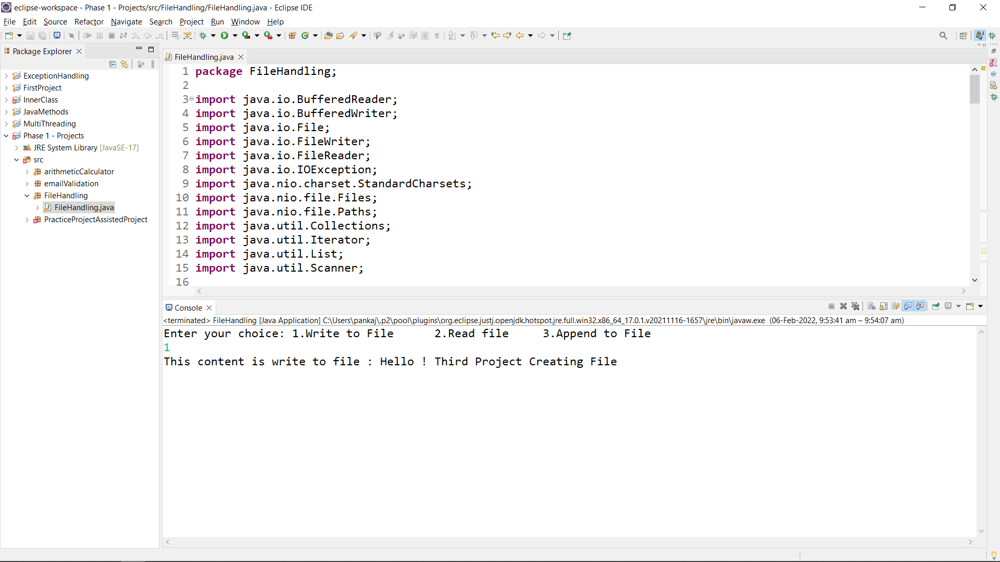 eclipse-workspace - Phase 1 - Projects/src/FileHandling/FileHandling.java - Eclipse IDE
File Edit Source Refactor Navigate Search Project Run Window Help
Package Explorer
ExceptionHandling
FirstProject
InnerClass
JavaMethods
MultiThreading
Phase 1 - Projects
JRE System Library [JavaSE-17]
src
arithmeticCalculator
emailValidation
FileHandling
FileHandling.java
PracticeProjectAssistedProject
FileHandling.java
1 package FileHandling;
2
3 import java.io.BufferedReader;
4 import java.io.BufferedWriter;
5 import java.io.File;
6 import java.io.FileWriter;
7 import java.io.FileReader;
8 import java.io.IOException;
9 import java.nio.charset.StandardCharsets;
10 import java.nio.file.Files;
11 import java.nio.file.Paths;
12 import java.util.Collections;
13 import java.util.Iterator;
14 import java.util.List;
15 import java.util.Scanner;
16
Console
<terminated> FileHandling [Java Application] C:\Users\pankaj\.p2\pool\plugins\org.eclipse.justj.openjdk.hotspot.jre.full.win32.x86_64_17.0.1.v20211116-1657\jre\bin\javaw.exe (06-Feb-2022, 9:53:41 am – 9:54:07 am)
Enter your choice: 1.Write to File 2.Read file 3.Append to File
1
This content is write to file : Hello ! Third Project Creating File